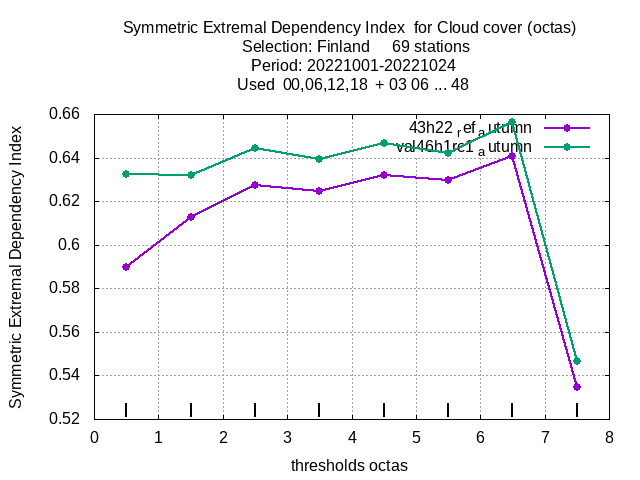 Symmetric Extremal Dependency Index  for Cloud cover (octas)
Selection: Finland     69 stations
Period: 20221001-20221024
Used  00,06,12,18  + 03 06 ... 48
43h22 ref a utumn
val46h1rc1 a utumn
Symmetric Extremal Dependency Index
0.66
0.64
0.62
0.6
0.58
0.56
0.54
0.52
0 1 2 3 4 5 6 7 8
thresholds octas